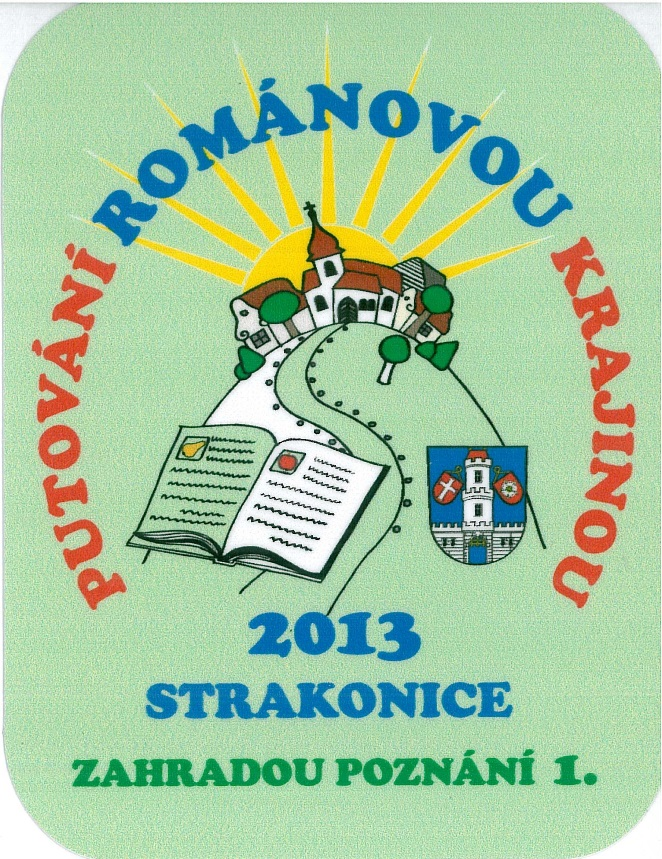 PUTOVÁNÍ ROMÁNOVOU KRAJINOU
2013
STRAKONICE
ZAHRADOU POZNÁNÍ 1.